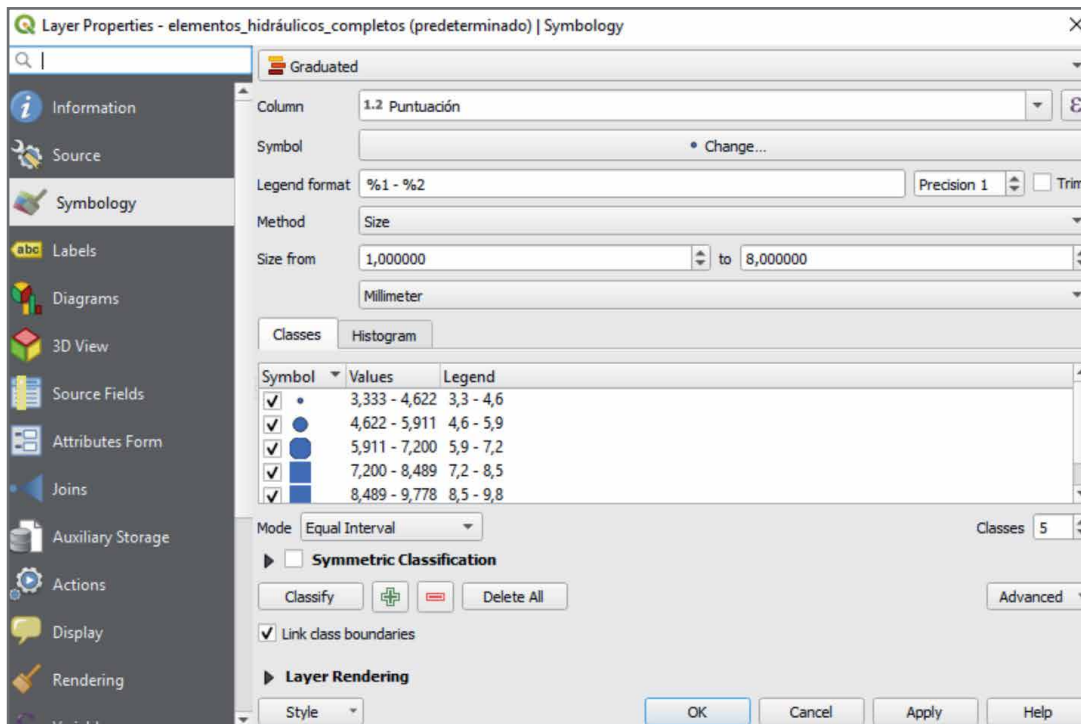 Layer Properties - elementos_hidráulicos_completos (predeterminado) | Symbology
Information
Source
Symbology
abc Labels
Diagrams
3D View
Source Fields
Attributes Form
Joins
Auxiliary Storage
Actions
Display
Rendering
Graduated
Column 1.2 Puntuación ε
Symbol Change...
Legend format %1 - %2 Precision 1 Trim
Method Size
Size from 1,000000 to 8,000000
Millimeter
Classes Histogram
Symbol Values Legend
3,333 - 4,622 3,3 - 4,6
4,622 - 5,911 4,6 - 5,9
5,911 - 7,200 5,9 - 7,2
7,200 - 8,489 7,2 - 8,5
8,489 - 9,778 8,5 - 9,8
Mode Equal Interval Classes 5
Symmetric Classification
Classify Delete All Advanced
Link class boundaries
Layer Rendering
Style OK Cancel Apply Help